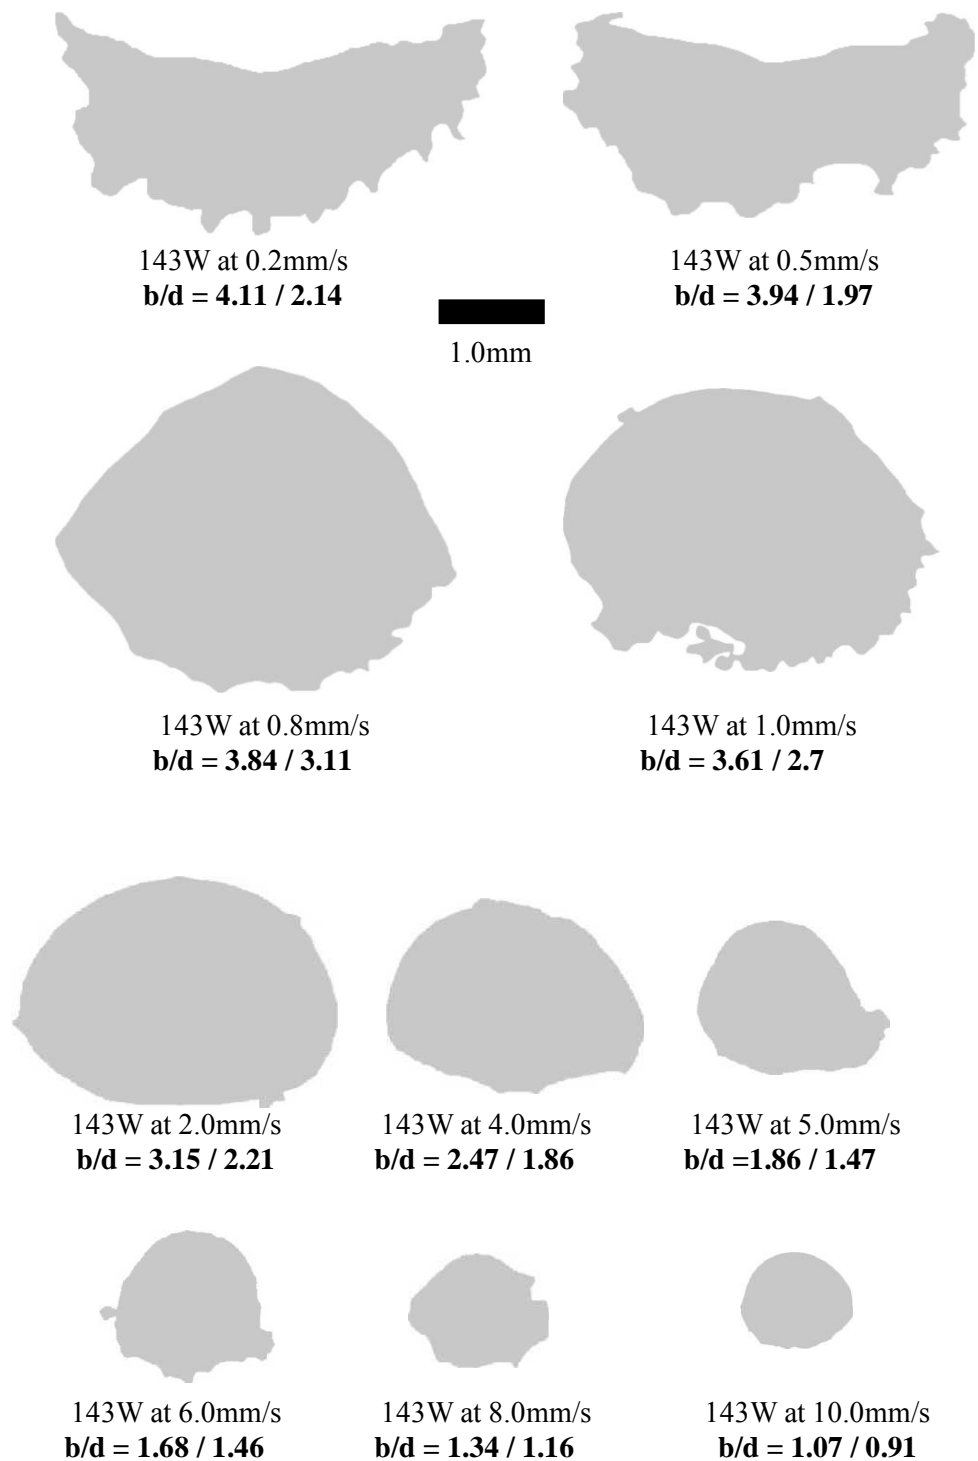 143W at 0.2mm/s
b/d = 4.11 / 2.14
143W at 0.5mm/s
b/d = 3.94 / 1.97
1.0mm
143W at 0.8mm/s
b/d = 3.84 / 3.11
143W at 1.0mm/s
b/d = 3.61 / 2.7
143W at 2.0mm/s
b/d = 3.15 / 2.21
143W at 4.0mm/s
b/d = 2.47 / 1.86
143W at 5.0mm/s
b/d =1.86 / 1.47
143W at 6.0mm/s
b/d = 1.68 / 1.46
143W at 8.0mm/s
b/d = 1.34 / 1.16
143W at 10.0mm/s
b/d = 1.07 / 0.91